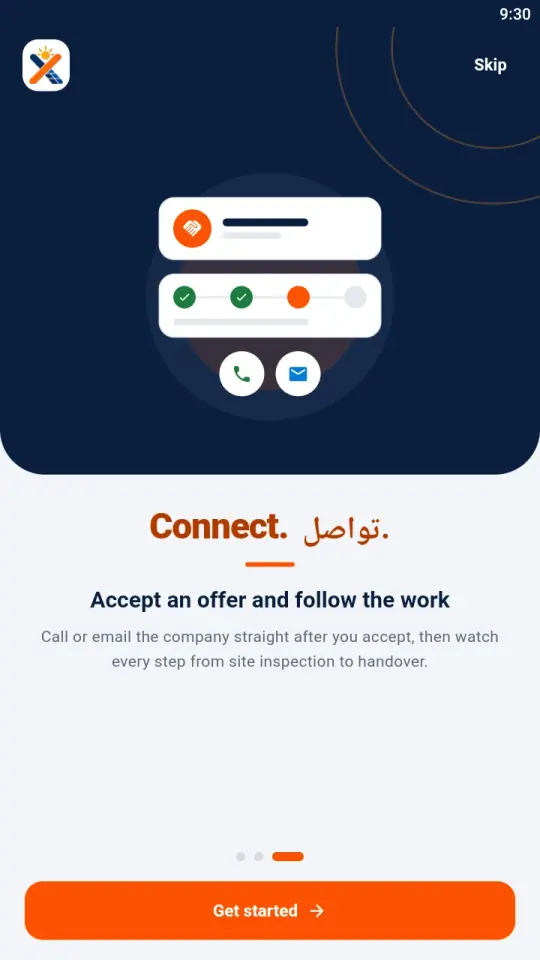 9:30
Skip
Connect. تواصل.
Accept an offer and follow the work
Call or email the company straight after you accept, then watch
every step from site inspection to handover.
Get started